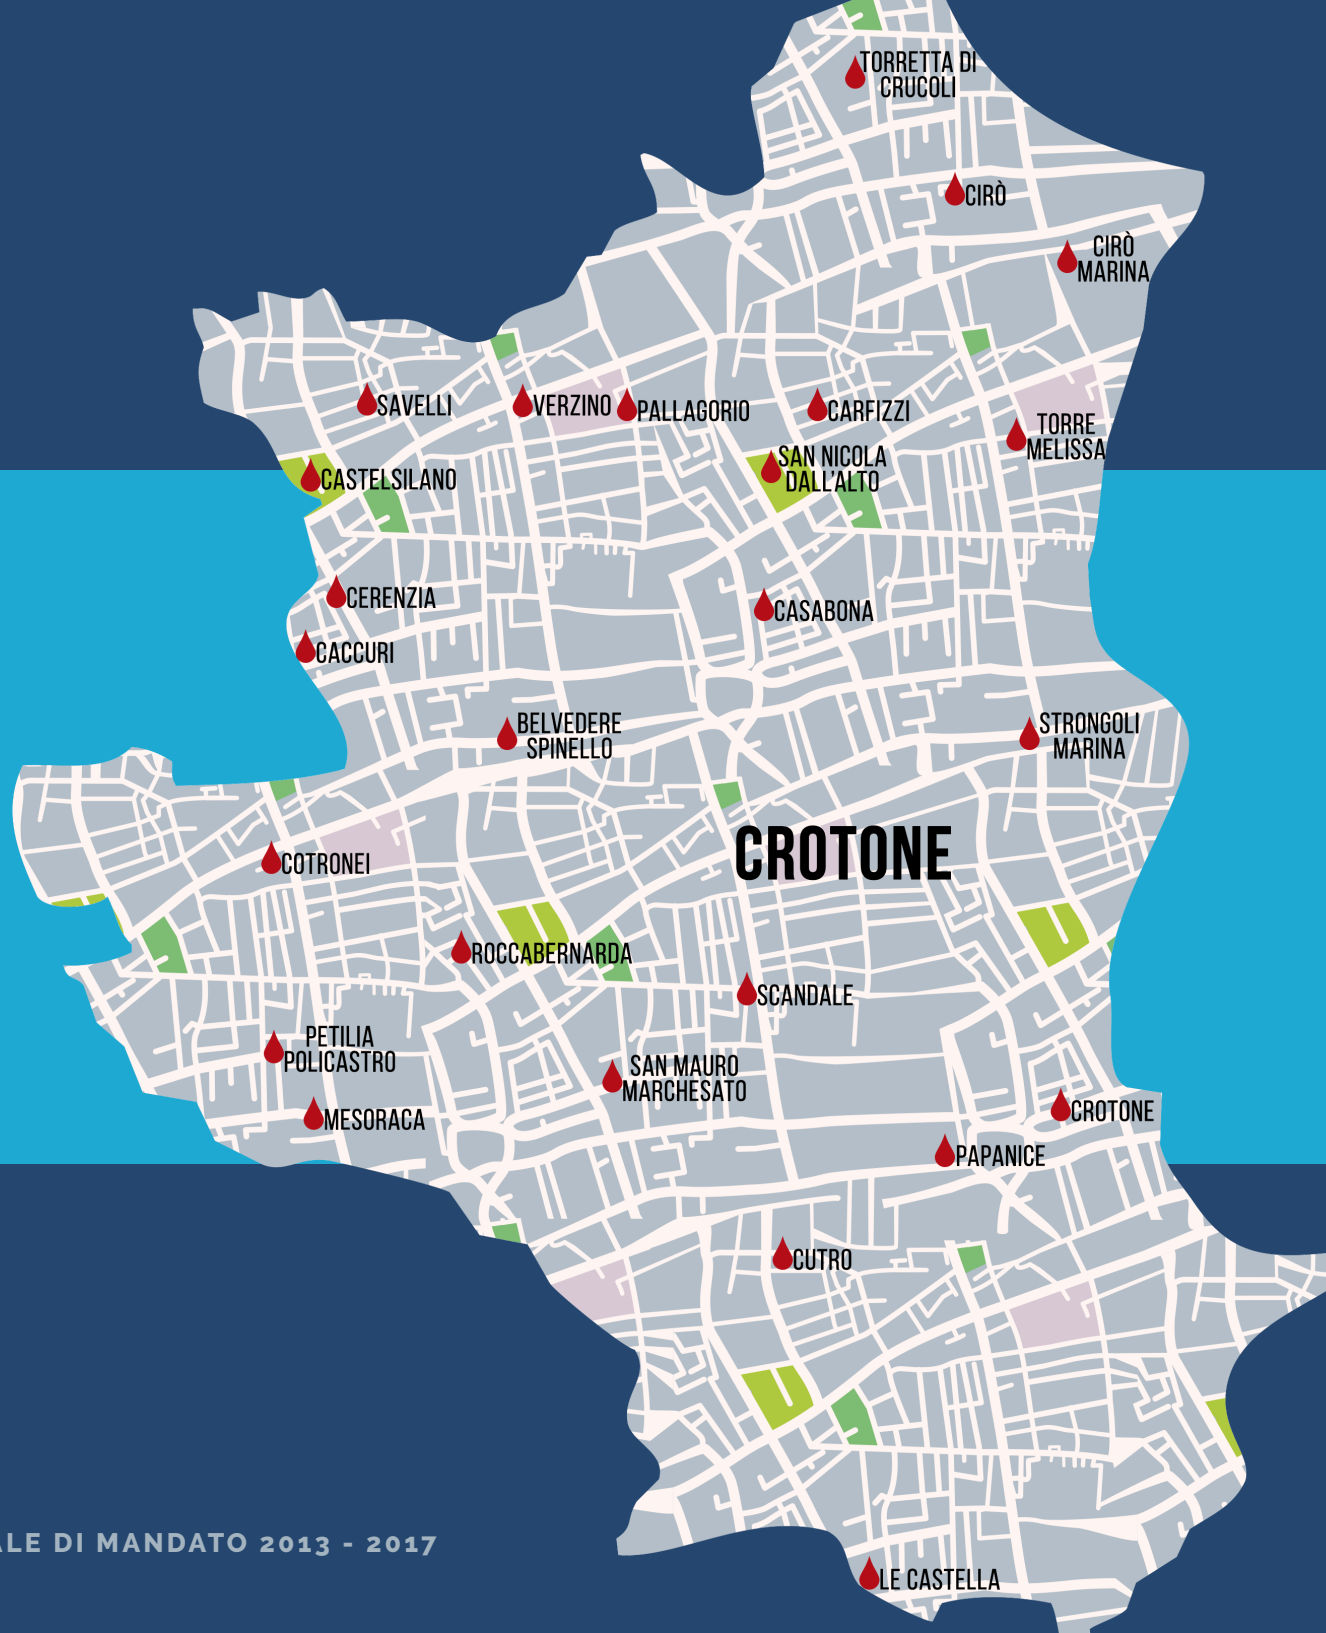 TORRETTA DI
CRUCOLI
CIRÒ
CIRÒ
MARINA
SAVELLI
VERZINO
PALLAGORIO
CARFIZZI
TORRE
MELISSA
SAN NICOLA
DALL'ALTO
CASTELSILANO
CERENZIA
CASABONA
CACCURI
BELVEDERE
SPINELLO
STRONGOLI
MARINA
CROTONE
COTRONEI
ROCCABERNARDA
SCANDALE
PETILIA
POLICASTRO
SAN MAURO
MARCHESATO
MESORACA
CROTONE
PAPANICE
CUTRO
ALE DI MANDATO 2013 - 2017
LE CASTELLA